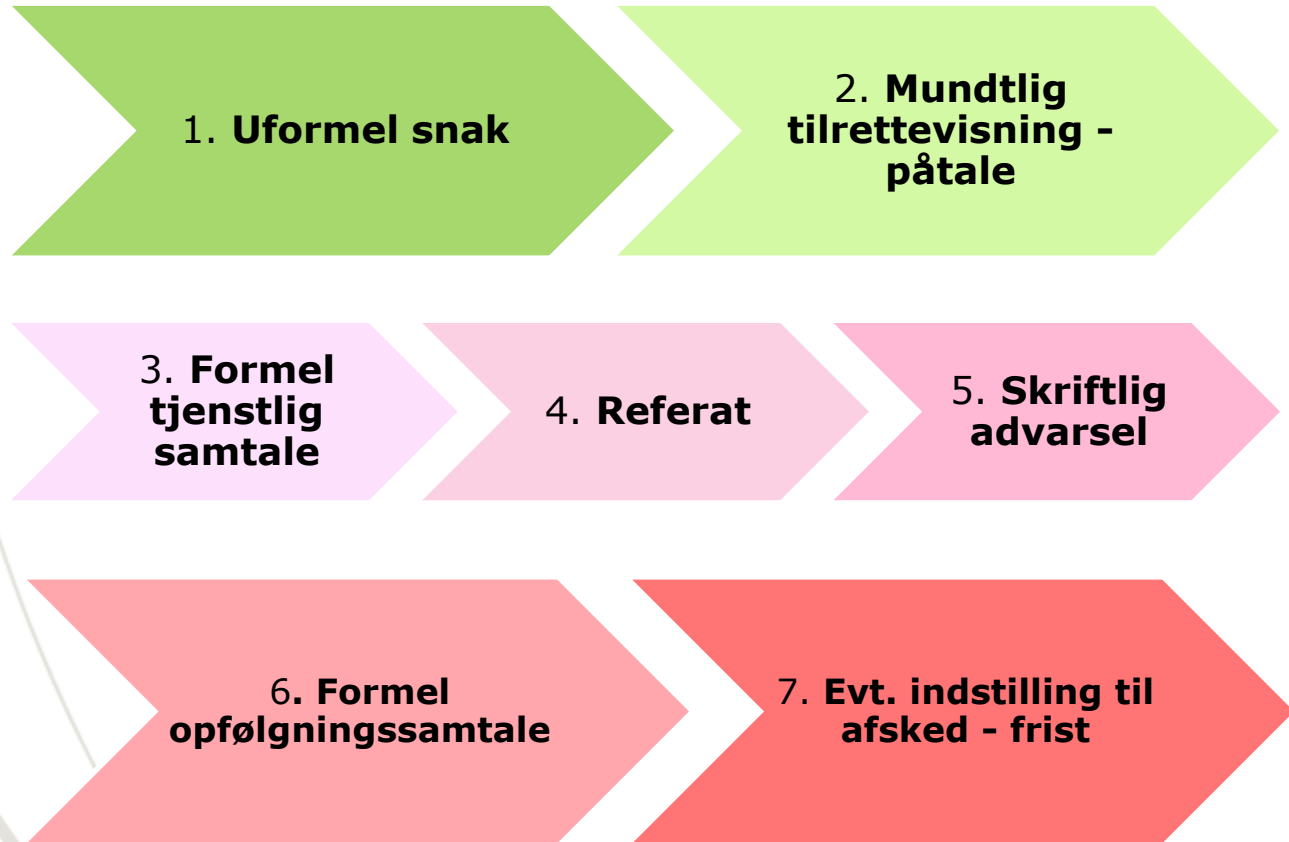 1. Uformel snak
2. Mundtlig
tilrettevisning -
påtale
3. Formel
tjenstlig
samtale
4. Referat
5. Skriftlig
advarsel
6. Formel
opfølgningssamtale
7. Evt. indstilling til
afsked - frist